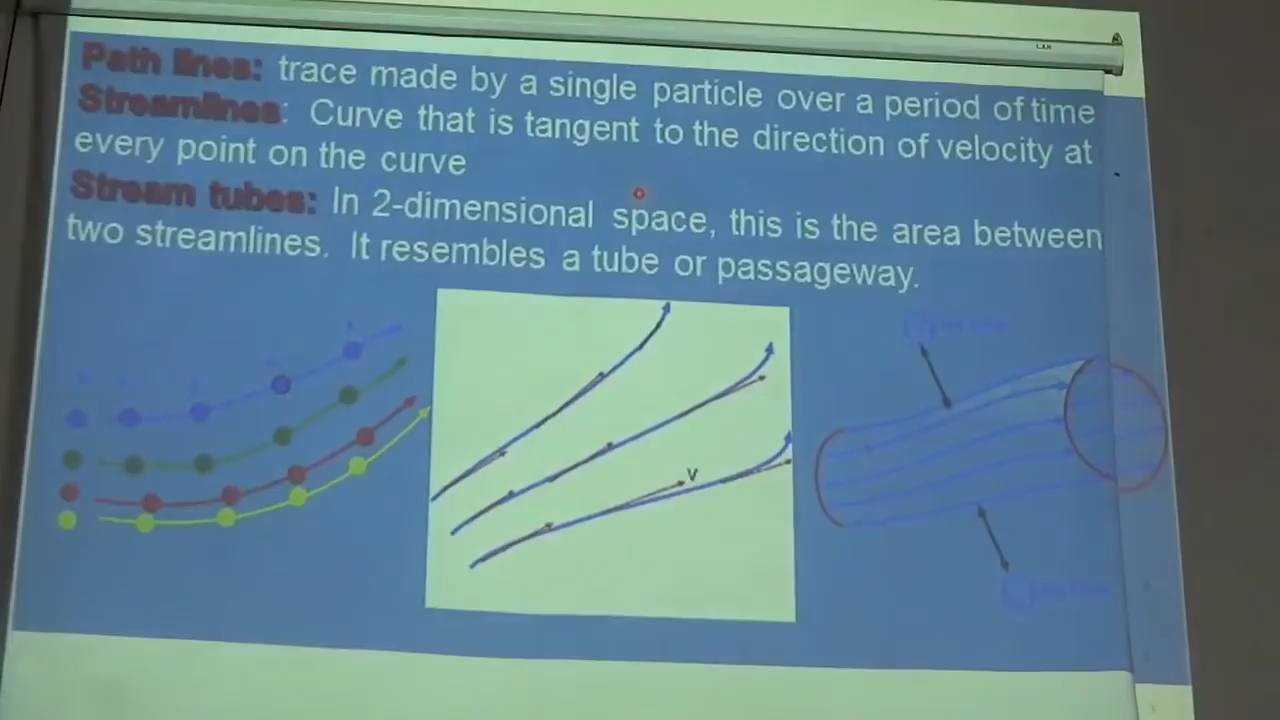 Path lines: trace made by a single particle over a period of time
Streamlines: Curve that is tangent to the direction of velocity at
every point on the curve
Stream tubes: In 2-dimensional space, this is the area between
two streamlines. It resembles a tube or passageway.
V